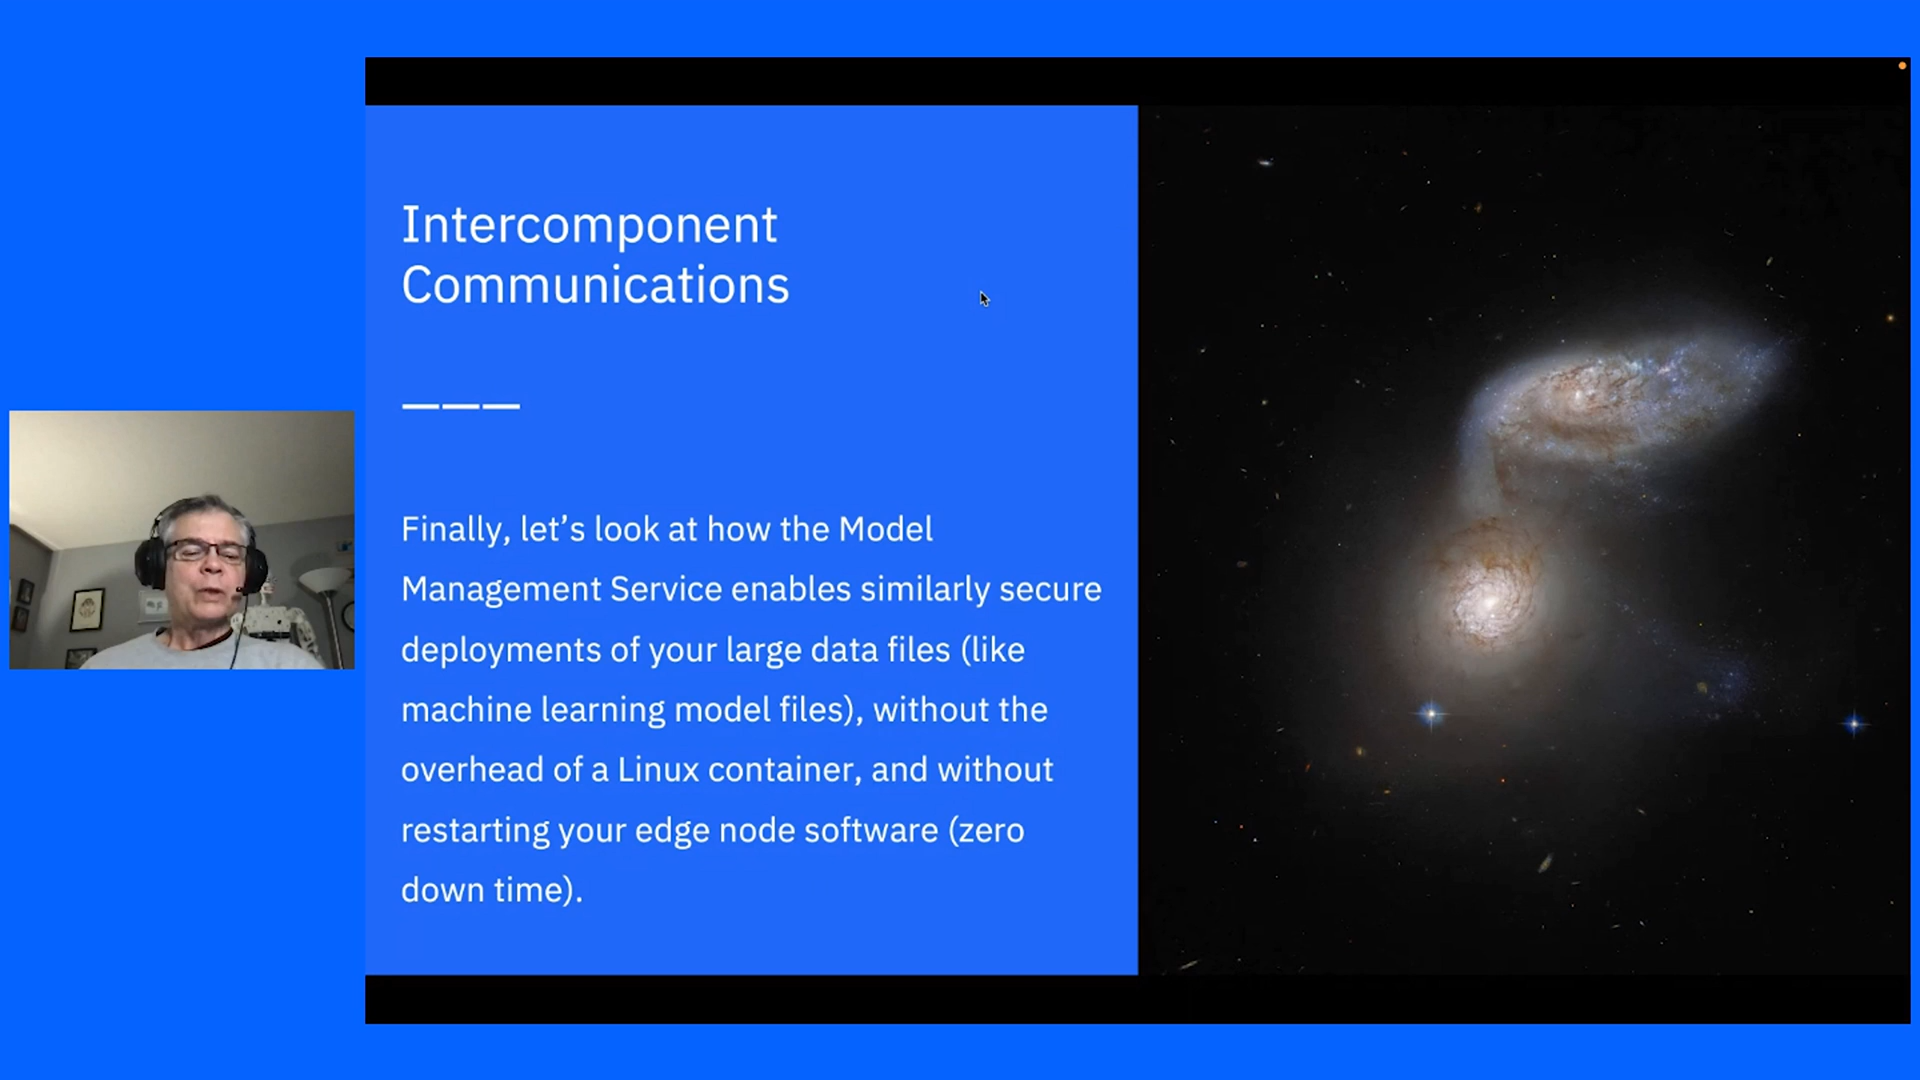 Intercomponent
Communications
———
Finally, let’s look at how the Model
Management Service enables similarly secure
deployments of your large data files (like
machine learning model files), without the
overhead of a Linux container, and without
restarting your edge node software (zero
down time).